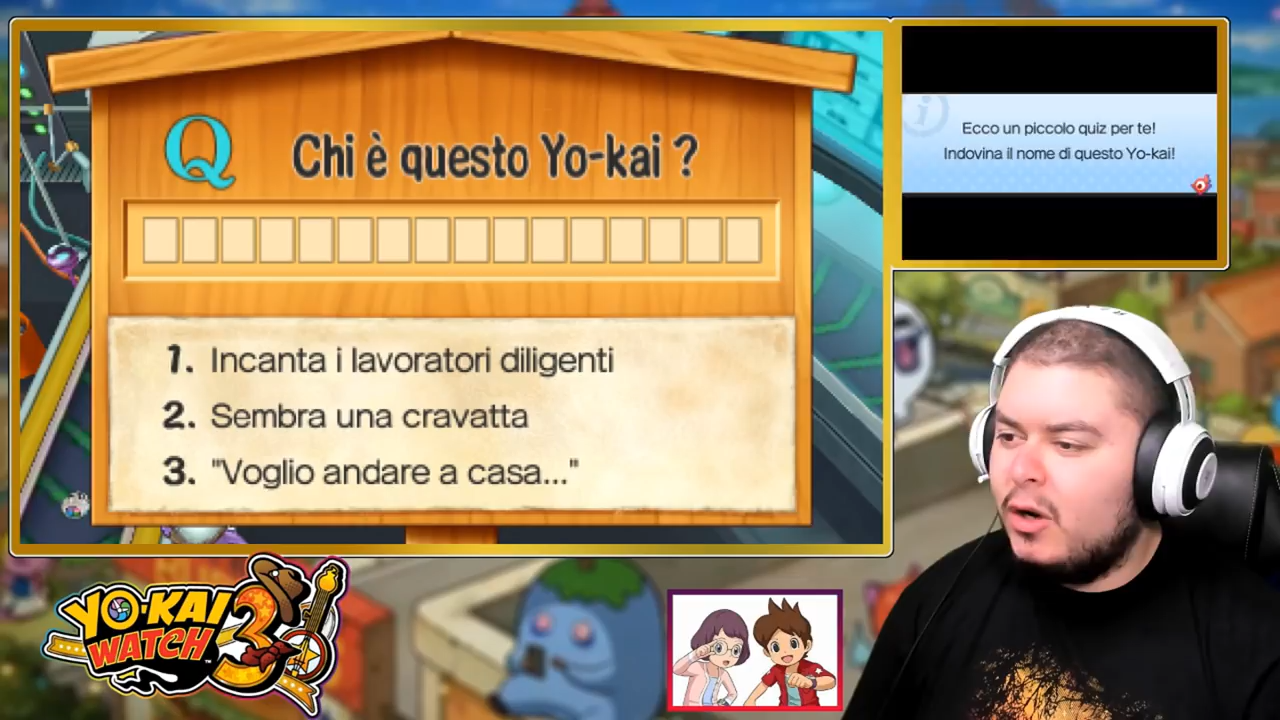 Q Chi è questo Yo-kai ?
1. Incanta i lavoratori diligenti
2. Sembra una cravatta
3. "Voglio andare a casa..."
Ecco un piccolo quiz per te!
Indovina il nome di questo Yo-kai!
YO-KAI
WATCH 3